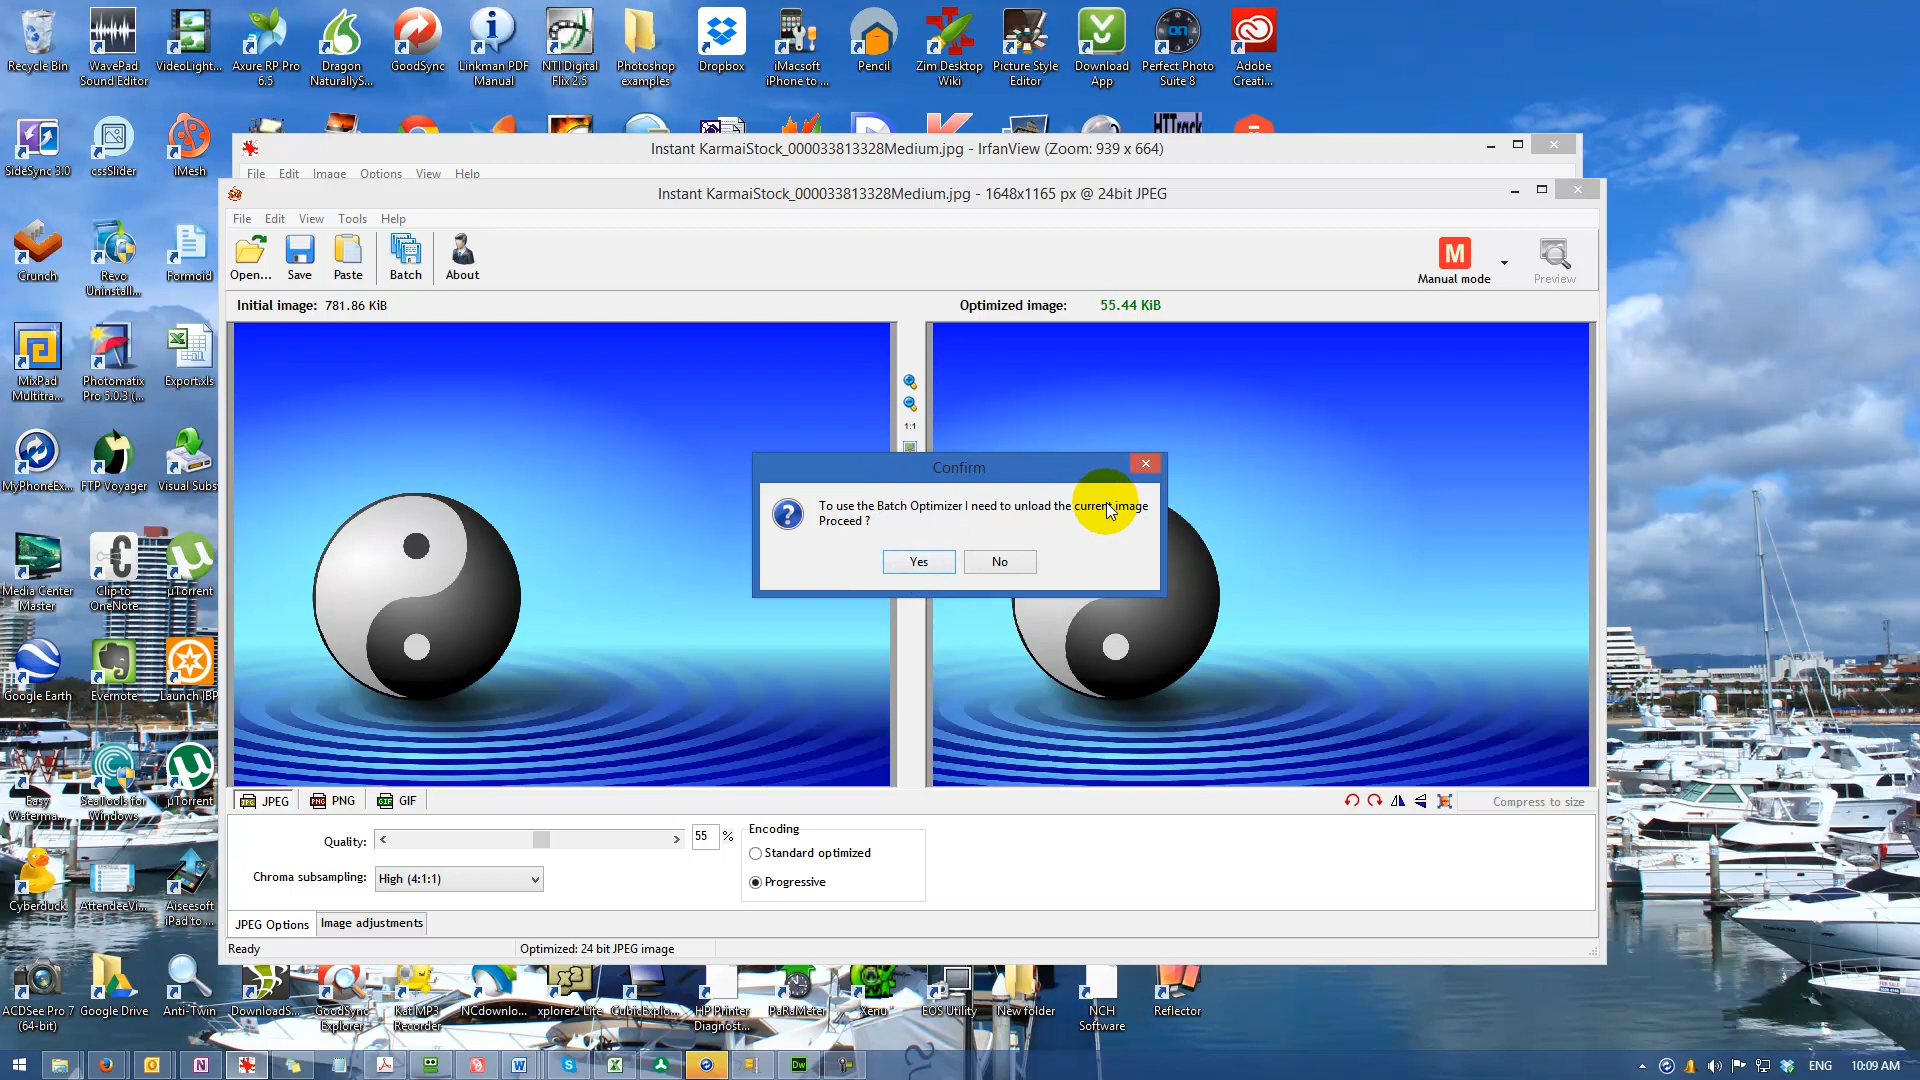 Recycle Bin
WavePad Sound Editor
VideoLight...
Axure RP Pro 6.5
Dragon NaturallyS...
GoodSync
Linkman PDF Manual
NTI Digital Flix 2.5
Photoshop examples
Dropbox
iMacsoft iPhone to ...
Pencil
Zim Desktop Wiki
Picture Style Editor
Download App
Perfect Photo Suite 8
Adobe Creati...
HTTrack
SideSync 3.0
cssSlider
iMesh
Instant KarmaiStock_000033813328Medium.jpg - IrfanView (Zoom: 939 x 664)
File Edit Image Options View Help
Instant KarmaiStock_000033813328Medium.jpg - 1648x1165 px @ 24bit JPEG
File Edit View Tools Help
Open... Save Paste Batch About
M
Manual mode
Preview
Initial image: 781.86 KiB
Optimized image: 55.44 KiB
Crunch
Revo Uninstall...
Formoid
MixPad Multitra...
Photomatix Pro 5.0.3 (...
Export.xls
1:1
Confirm
To use the Batch Optimizer I need to unload the current image
Proceed ?
Yes No
MyPhoneEx...
FTP Voyager
Visual Subs
Media Center Master
Clip to OneNote
µTorrent
Google Earth
Evernote
Launch IBP
Easy Waterma...
SeaTools for Windows
µTorrent
JPEG PNG GIF
Compress to size
Quality:
55 %
Encoding
Standard optimized
Progressive
Chroma subsampling: High (4:1:1)
JPEG Options Image adjustments
Ready
Optimized: 24 bit JPEG image
Cyberduck
AttendeeVi...
Aiseesoft iPad to ...
ACDSee Pro 7 (64-bit)
Google Drive
Anti-Twin
DownloadS...
GoodSync Explorer
Kat MP3 Recorder
NCdownlo...
xplorer2 Lite
CubicExplo...
HP Printer Diagnost...
PaRaMeter
Xenu
EOS Utility
New folder
NCH Software
Reflector
ENG
10:09 AM